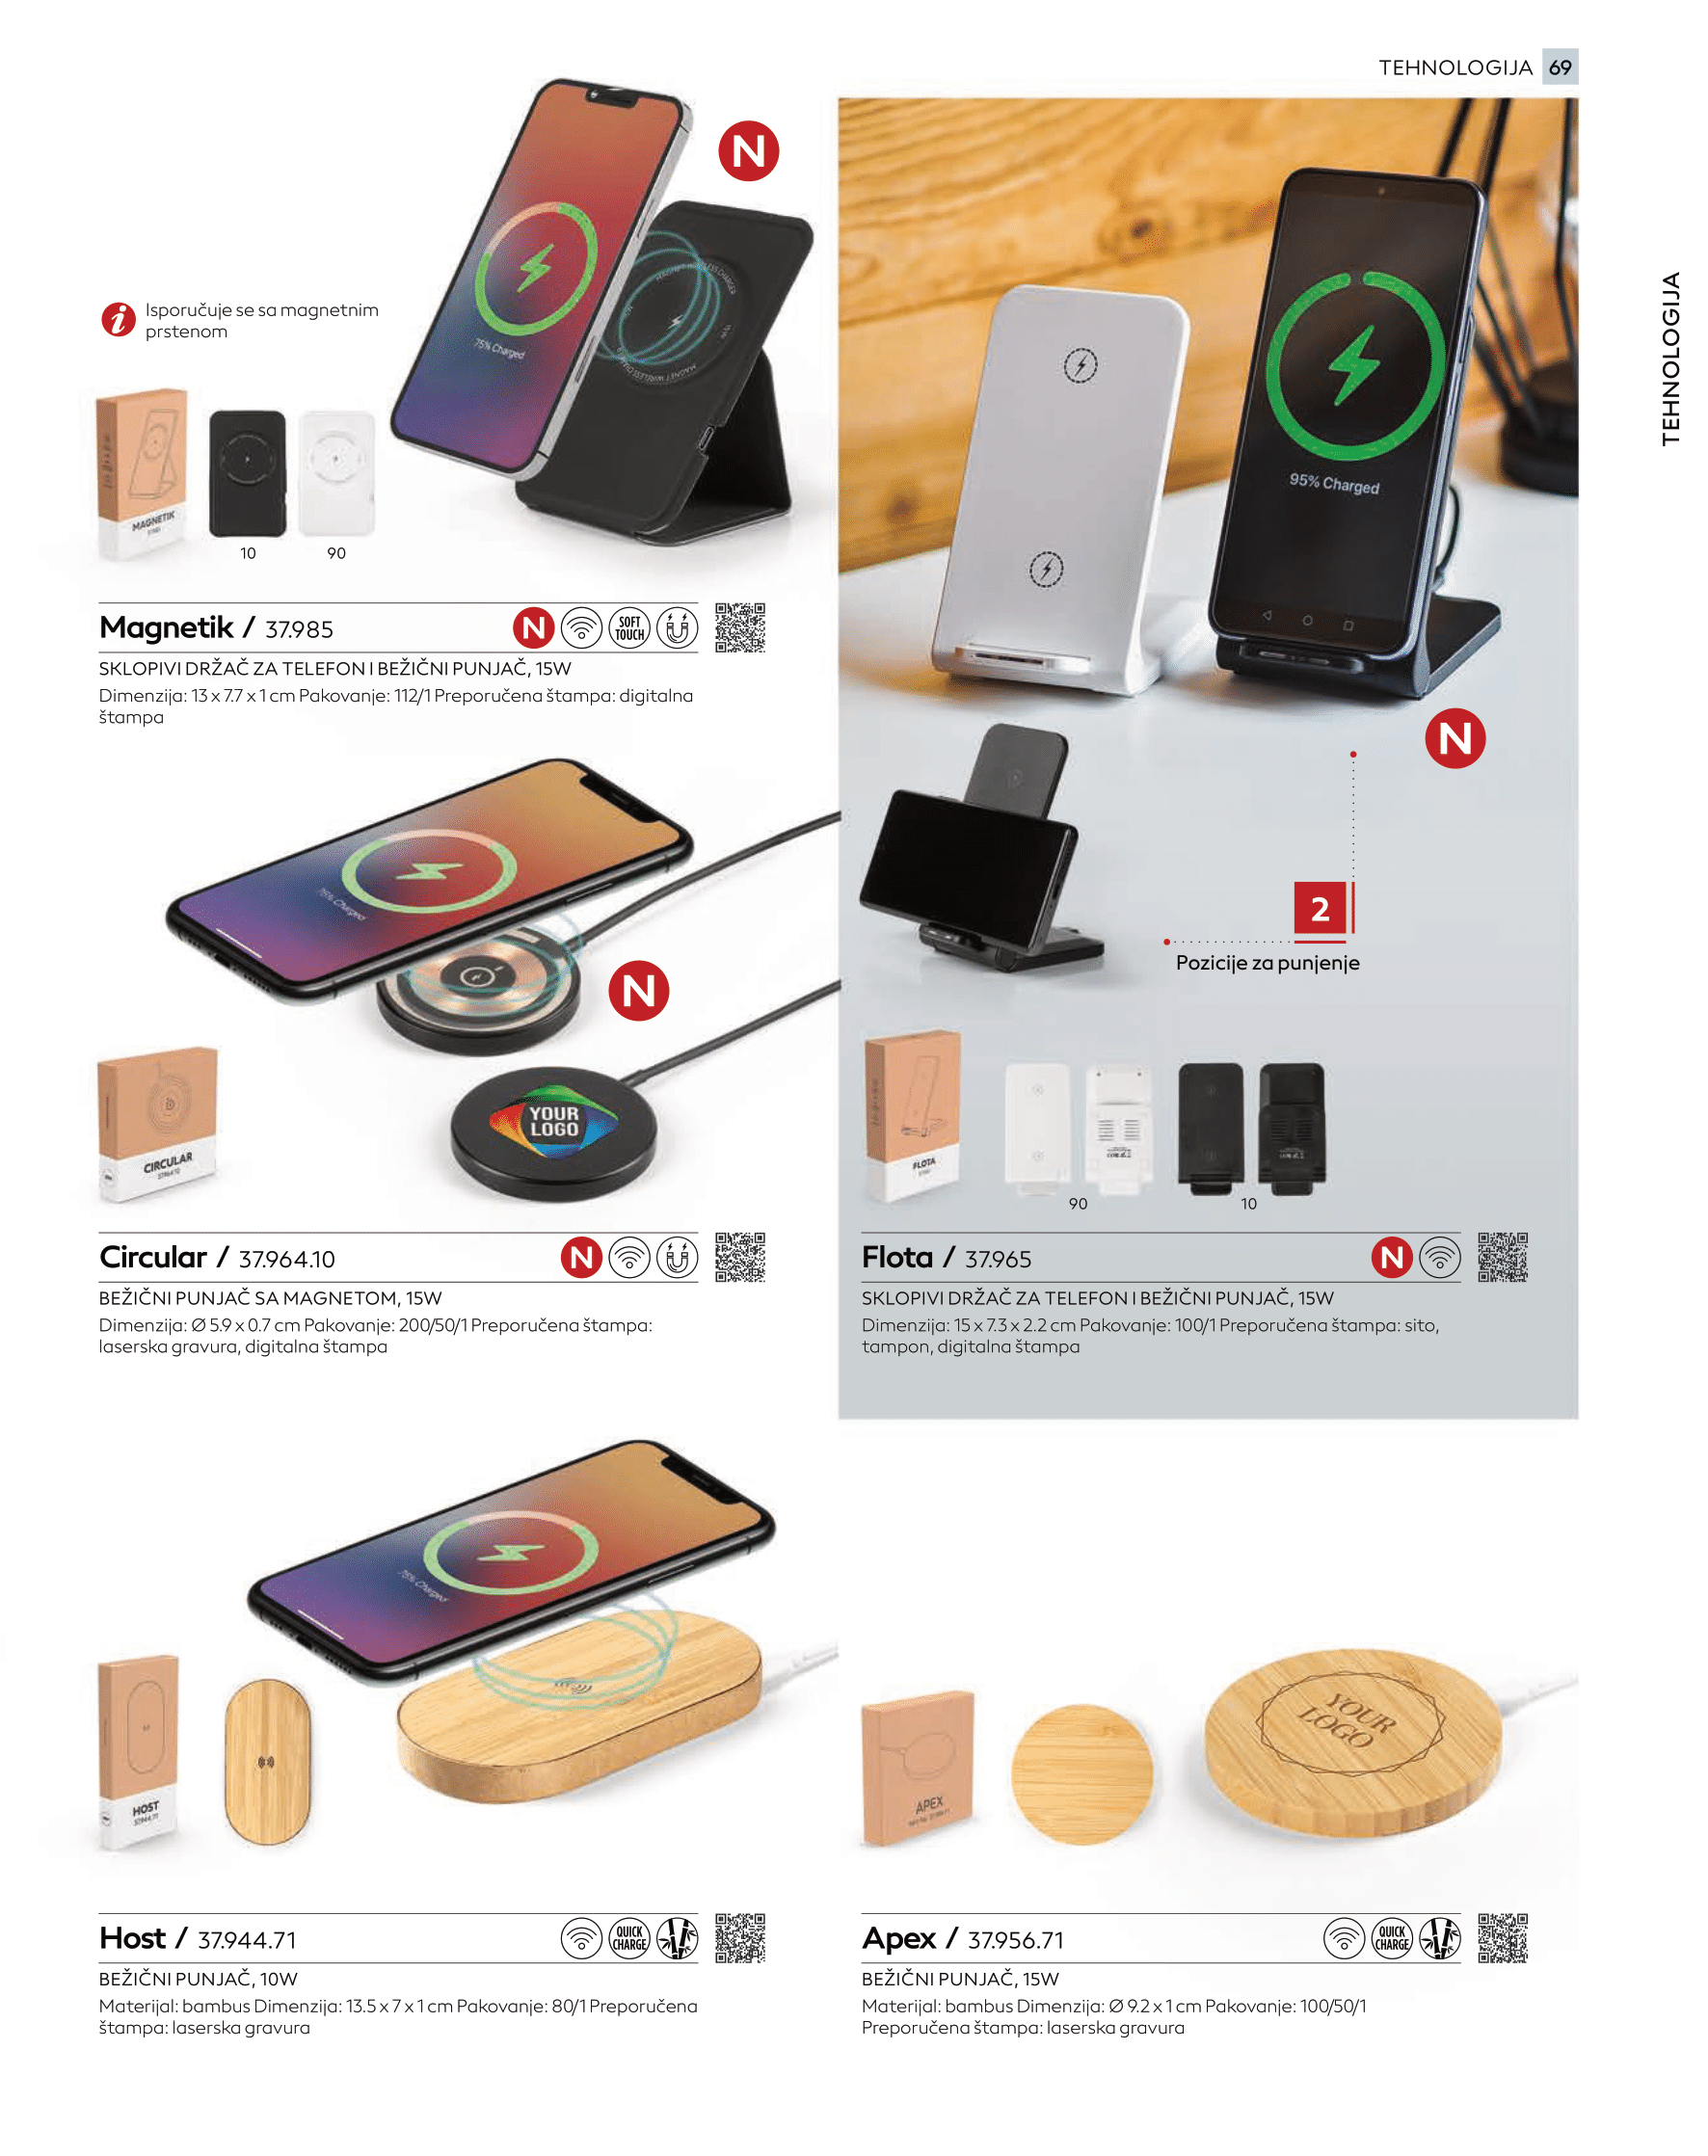 TEHNOLOGIJA 69
TEHNOLOGIJA
N
75% Charged
Isporučuje se sa magnetnim
prstenom
MAGNETIK
10
90
Magnetik / 37.985
N
SOFT
TOUCH
SKLOPIVI DRŽAČ ZA TELEFON I BEŽIČNI PUNJAČ, 15W
Dimenzija: 13 x 7.7 x 1 cm Pakovanje: 112/1 Preporučena štampa: digitalna
štampa
95% Charged
N
2
Pozicije za punjenje
75% Charged
N
YOUR
LOGO
CIRCULAR
Circular / 37.964.10
N
BEŽIČNI PUNJAČ SA MAGNETOM, 15W
Dimenzija: Ø 5.9 x 0.7 cm Pakovanje: 200/50/1 Preporučena štampa:
laserska gravura, digitalna štampa
FLOTA
90
10
Flota / 37.965
N
SKLOPIVI DRŽAČ ZA TELEFON I BEŽIČNI PUNJAČ, 15W
Dimenzija: 15 x 7.3 x 2.2 cm Pakovanje: 100/1 Preporučena štampa: sito,
tampon, digitalna štampa
75% Charged
HOST
Host / 37.944.71
QUICK
CHARGE
BEŽIČNI PUNJAČ, 10W
Materijal: bambus Dimenzija: 13.5 x 7 x 1 cm Pakovanje: 80/1 Preporučena
štampa: laserska gravura
APEX
YOUR
LOGO
Apex / 37.956.71
QUICK
CHARGE
BEŽIČNI PUNJAČ, 15W
Materijal: bambus Dimenzija: Ø 9.2 x 1 cm Pakovanje: 100/50/1
Preporučena štampa: laserska gravura